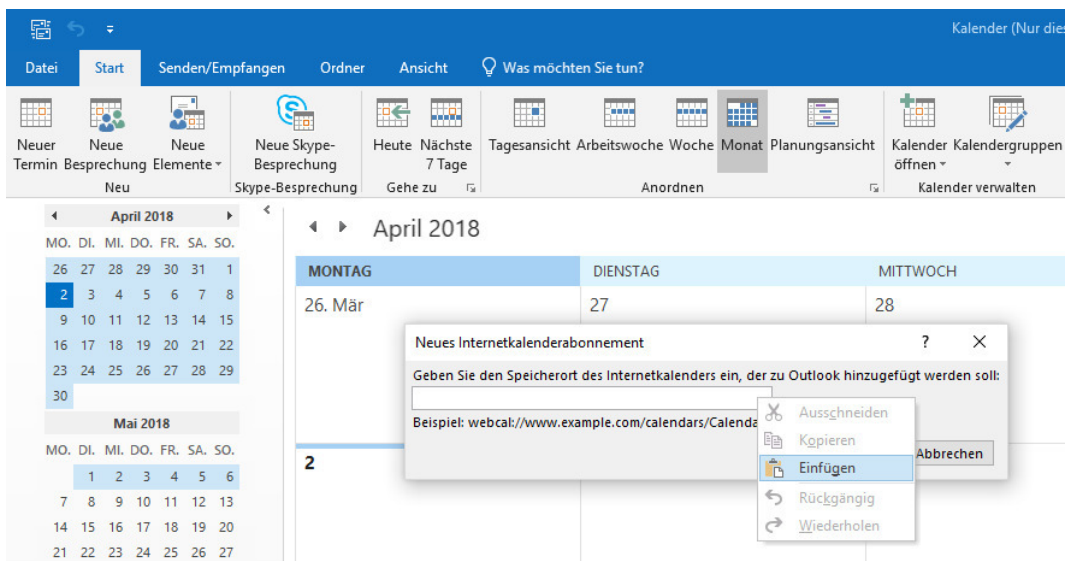 Kalender (Nur dies
Datei Start Senden/Empfangen Ordner Ansicht Was möchten Sie tun?
Neuer Termin
Neue Besprechung
Neue Elemente
Neue Skype-Besprechung
Heute
Nächste 7 Tage
Tagesansicht
Arbeitswoche
Woche
Monat
Planungsansicht
Kalender öffnen
Kalendergruppen
Neu
Skype-Besprechung
Gehe zu
Anordnen
Kalender verwalten
April 2018
MO. DI. MI. DO. FR. SA. SO.
26 27 28 29 30 31 1
2 3 4 5 6 7 8
9 10 11 12 13 14 15
16 17 18 19 20 21 22
23 24 25 26 27 28 29
30
Mai 2018
MO. DI. MI. DO. FR. SA. SO.
1 2 3 4 5 6
7 8 9 10 11 12 13
14 15 16 17 18 19 20
21 22 23 24 25 26 27
April 2018
MONTAG DIENSTAG MITTWOCH
26. Mär 27 28
2
Neues Internetkalenderabonnement ?
Geben Sie den Speicherort des Internetkalenders ein, der zu Outlook hinzugefügt werden soll:
Beispiel: webcal://www.example.com/calendars/Calenda
Abbrechen
Ausschneiden
Kopieren
Einfügen
Rückgängig
Wiederholen